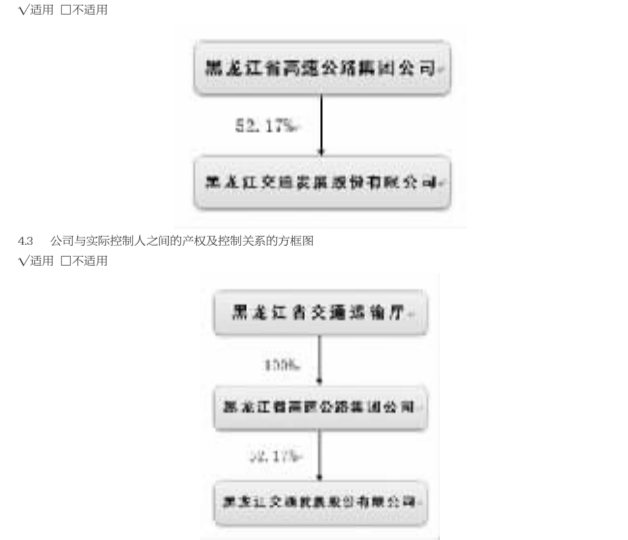 √适用 □不适用
黑龙江省高速公路集团公司
52.17%
黑龙江交通发展股份有限公司
4.3 公司与实际控制人之间的产权及控制关系的方框图
√适用 □不适用
黑龙江省交通运输厅
100%
黑龙江省高速公路集团公司
52.17%
黑龙江交通发展股份有限公司